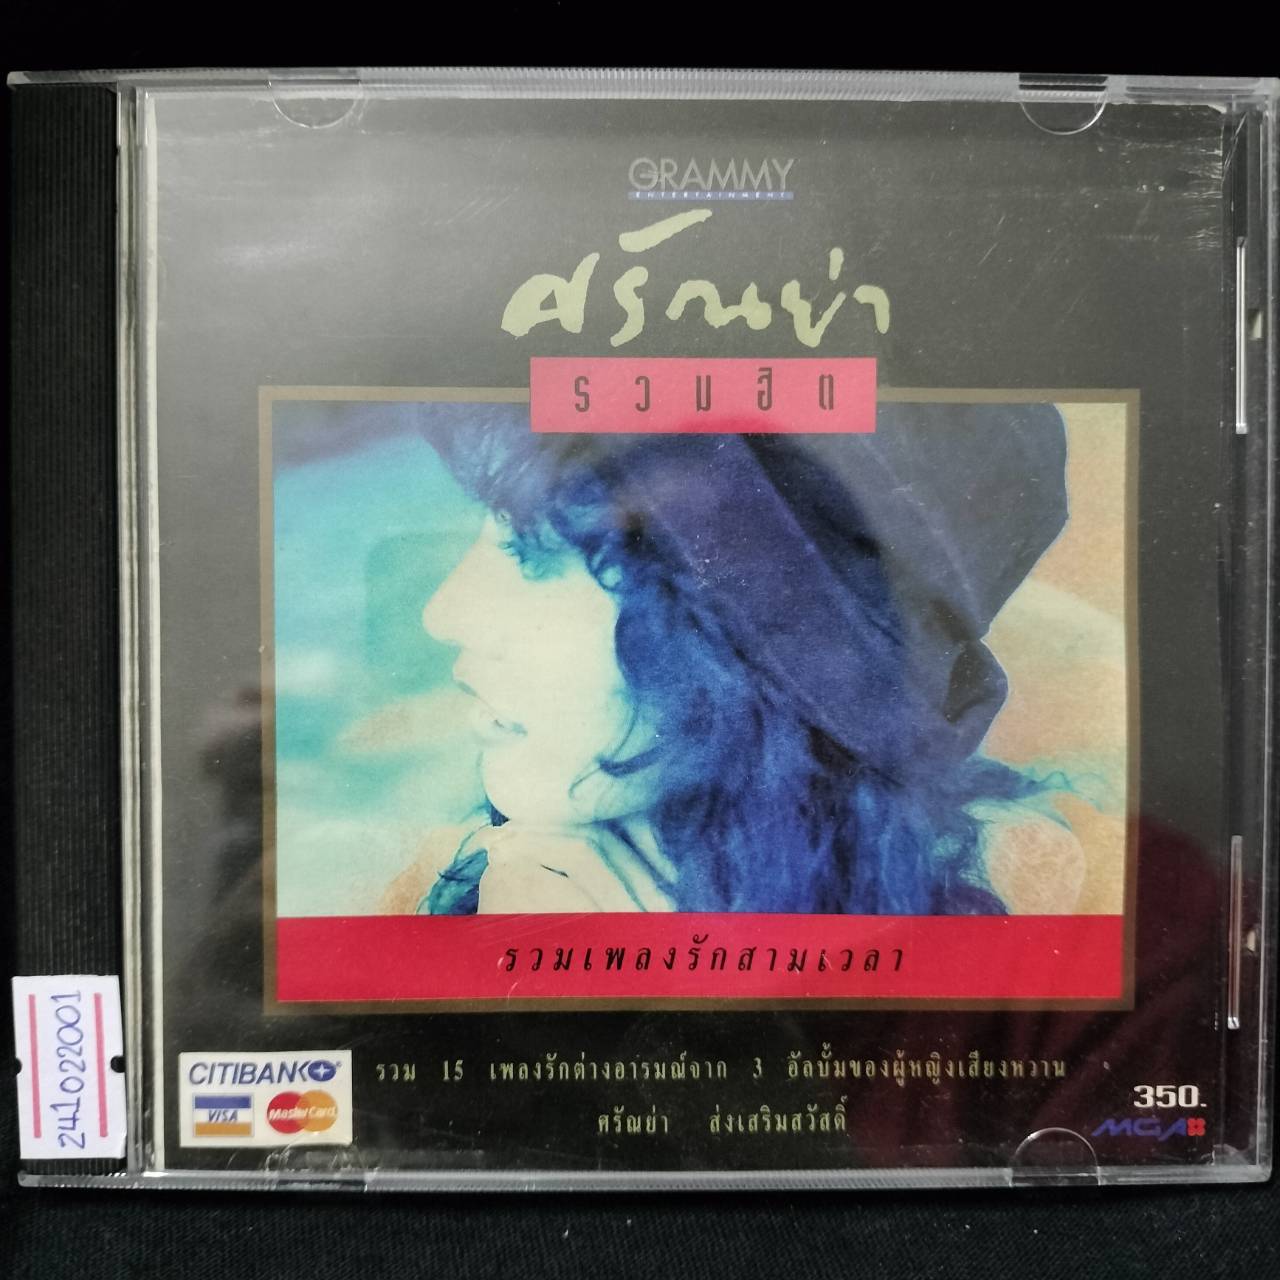 GRAMMY
ENTERTAINMENT
ศรัณย่า
รวมฮิต
รวมเพลงรักสามเวลา
รวม 15 เพลงรักต่างอารมณ์จาก 3 อัลบั้มของผู้หญิงเสียงหวาน
ศรัณย่า ส่งเสริมสวัสดิ์
CITIBANK
VISA
MasterCard
350.
MGA
241022001